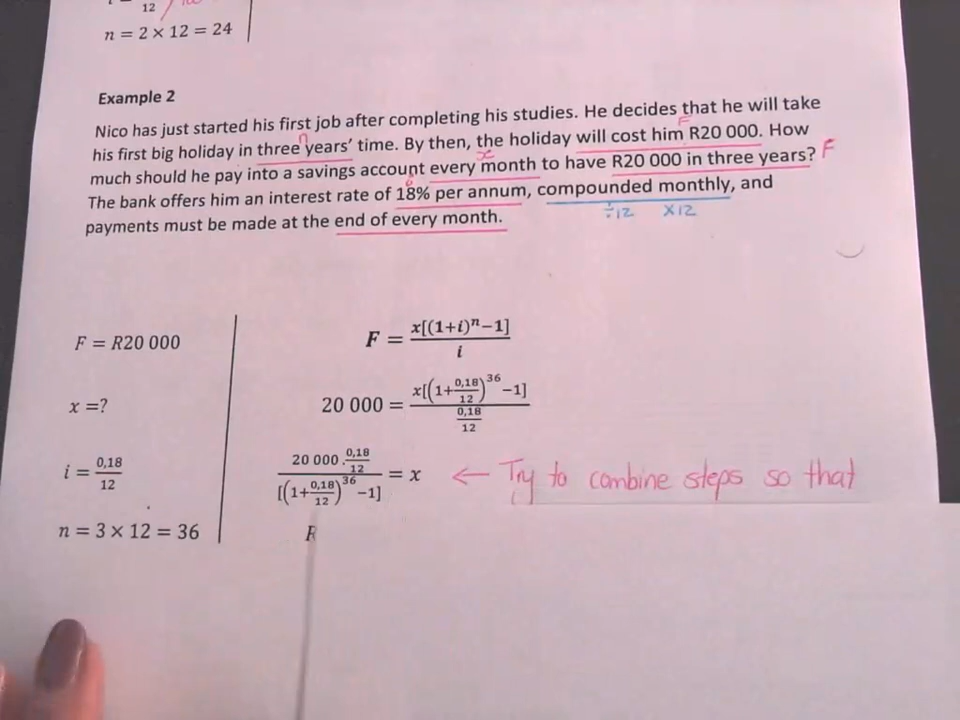 12
n = 2 × 12 = 24
Example 2
Nico has just started his first job after completing his studies. He decides that he will take
n F
his first big holiday in three years' time. By then, the holiday will cost him R20 000. How
x
much should he pay into a savings account every month to have R20 000 in three years? F
The bank offers him an interest rate of 18% per annum, compounded monthly, and
÷12 ×12
payments must be made at the end of every month.
F = R20 000
x =?
i = 0,18/12
n = 3 × 12 = 36
F = x[(1+i)ⁿ−1]/i
20 000 = x[(1+0,18/12)³⁶−1]/(0,18/12)
20 000 . 0,18/12 / [(1+0,18/12)³⁶−1] = x ← Try to combine steps so that
R